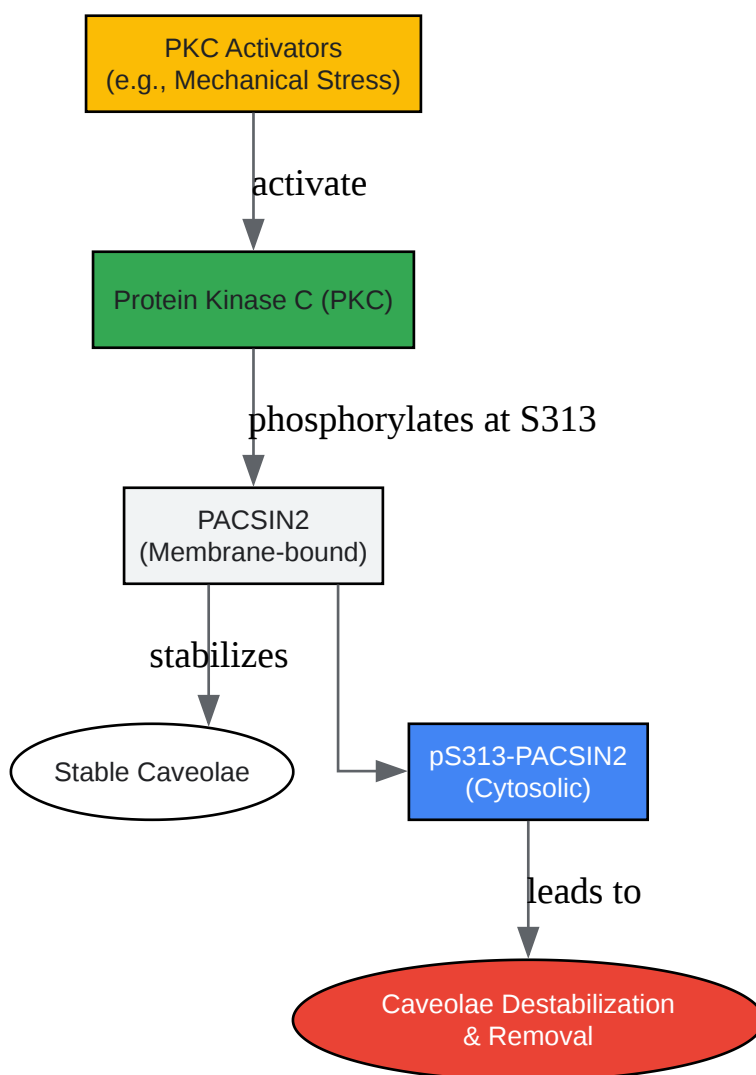 PKC Activators
(e.g., Mechanical Stress)
activate
Protein Kinase C (PKC)
phosphorylates at S313
PACSIN2
(Membrane-bound)
stabilizes
Stable Caveolae
pS313-PACSIN2
(Cytosolic)
leads to
Caveolae Destabilization
& Removal